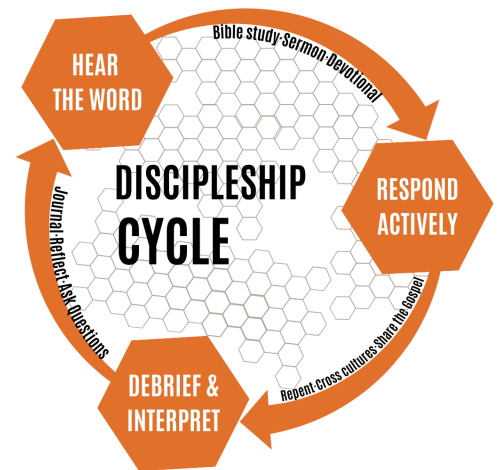 HEAR
THE WORD
Bible study·Sermon·Devotional
RESPOND
ACTIVELY
DISCIPLESHIP
CYCLE
Repent·Cross cultures·Share the Gospel
DEBRIEF &
INTERPRET
Journal·Reflect·Ask Questions